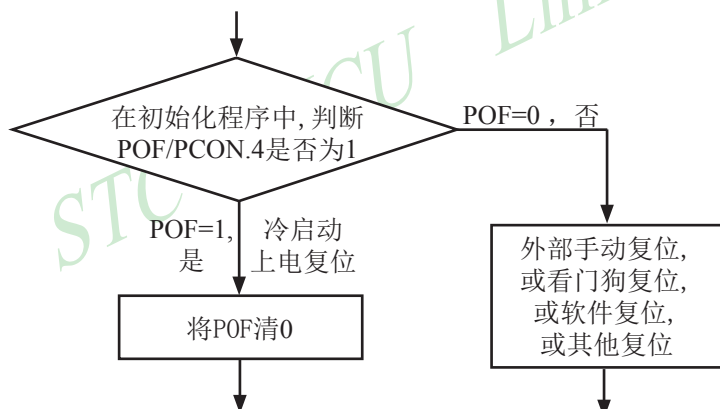 STC MCU Lim
在初始化程序中, 判断
POF/PCON.4是否为1
POF=0 ，否
POF=1,
是
冷启动
上电复位
将POF清0
外部手动复位,
或看门狗复位,
或软件复位,
或其他复位